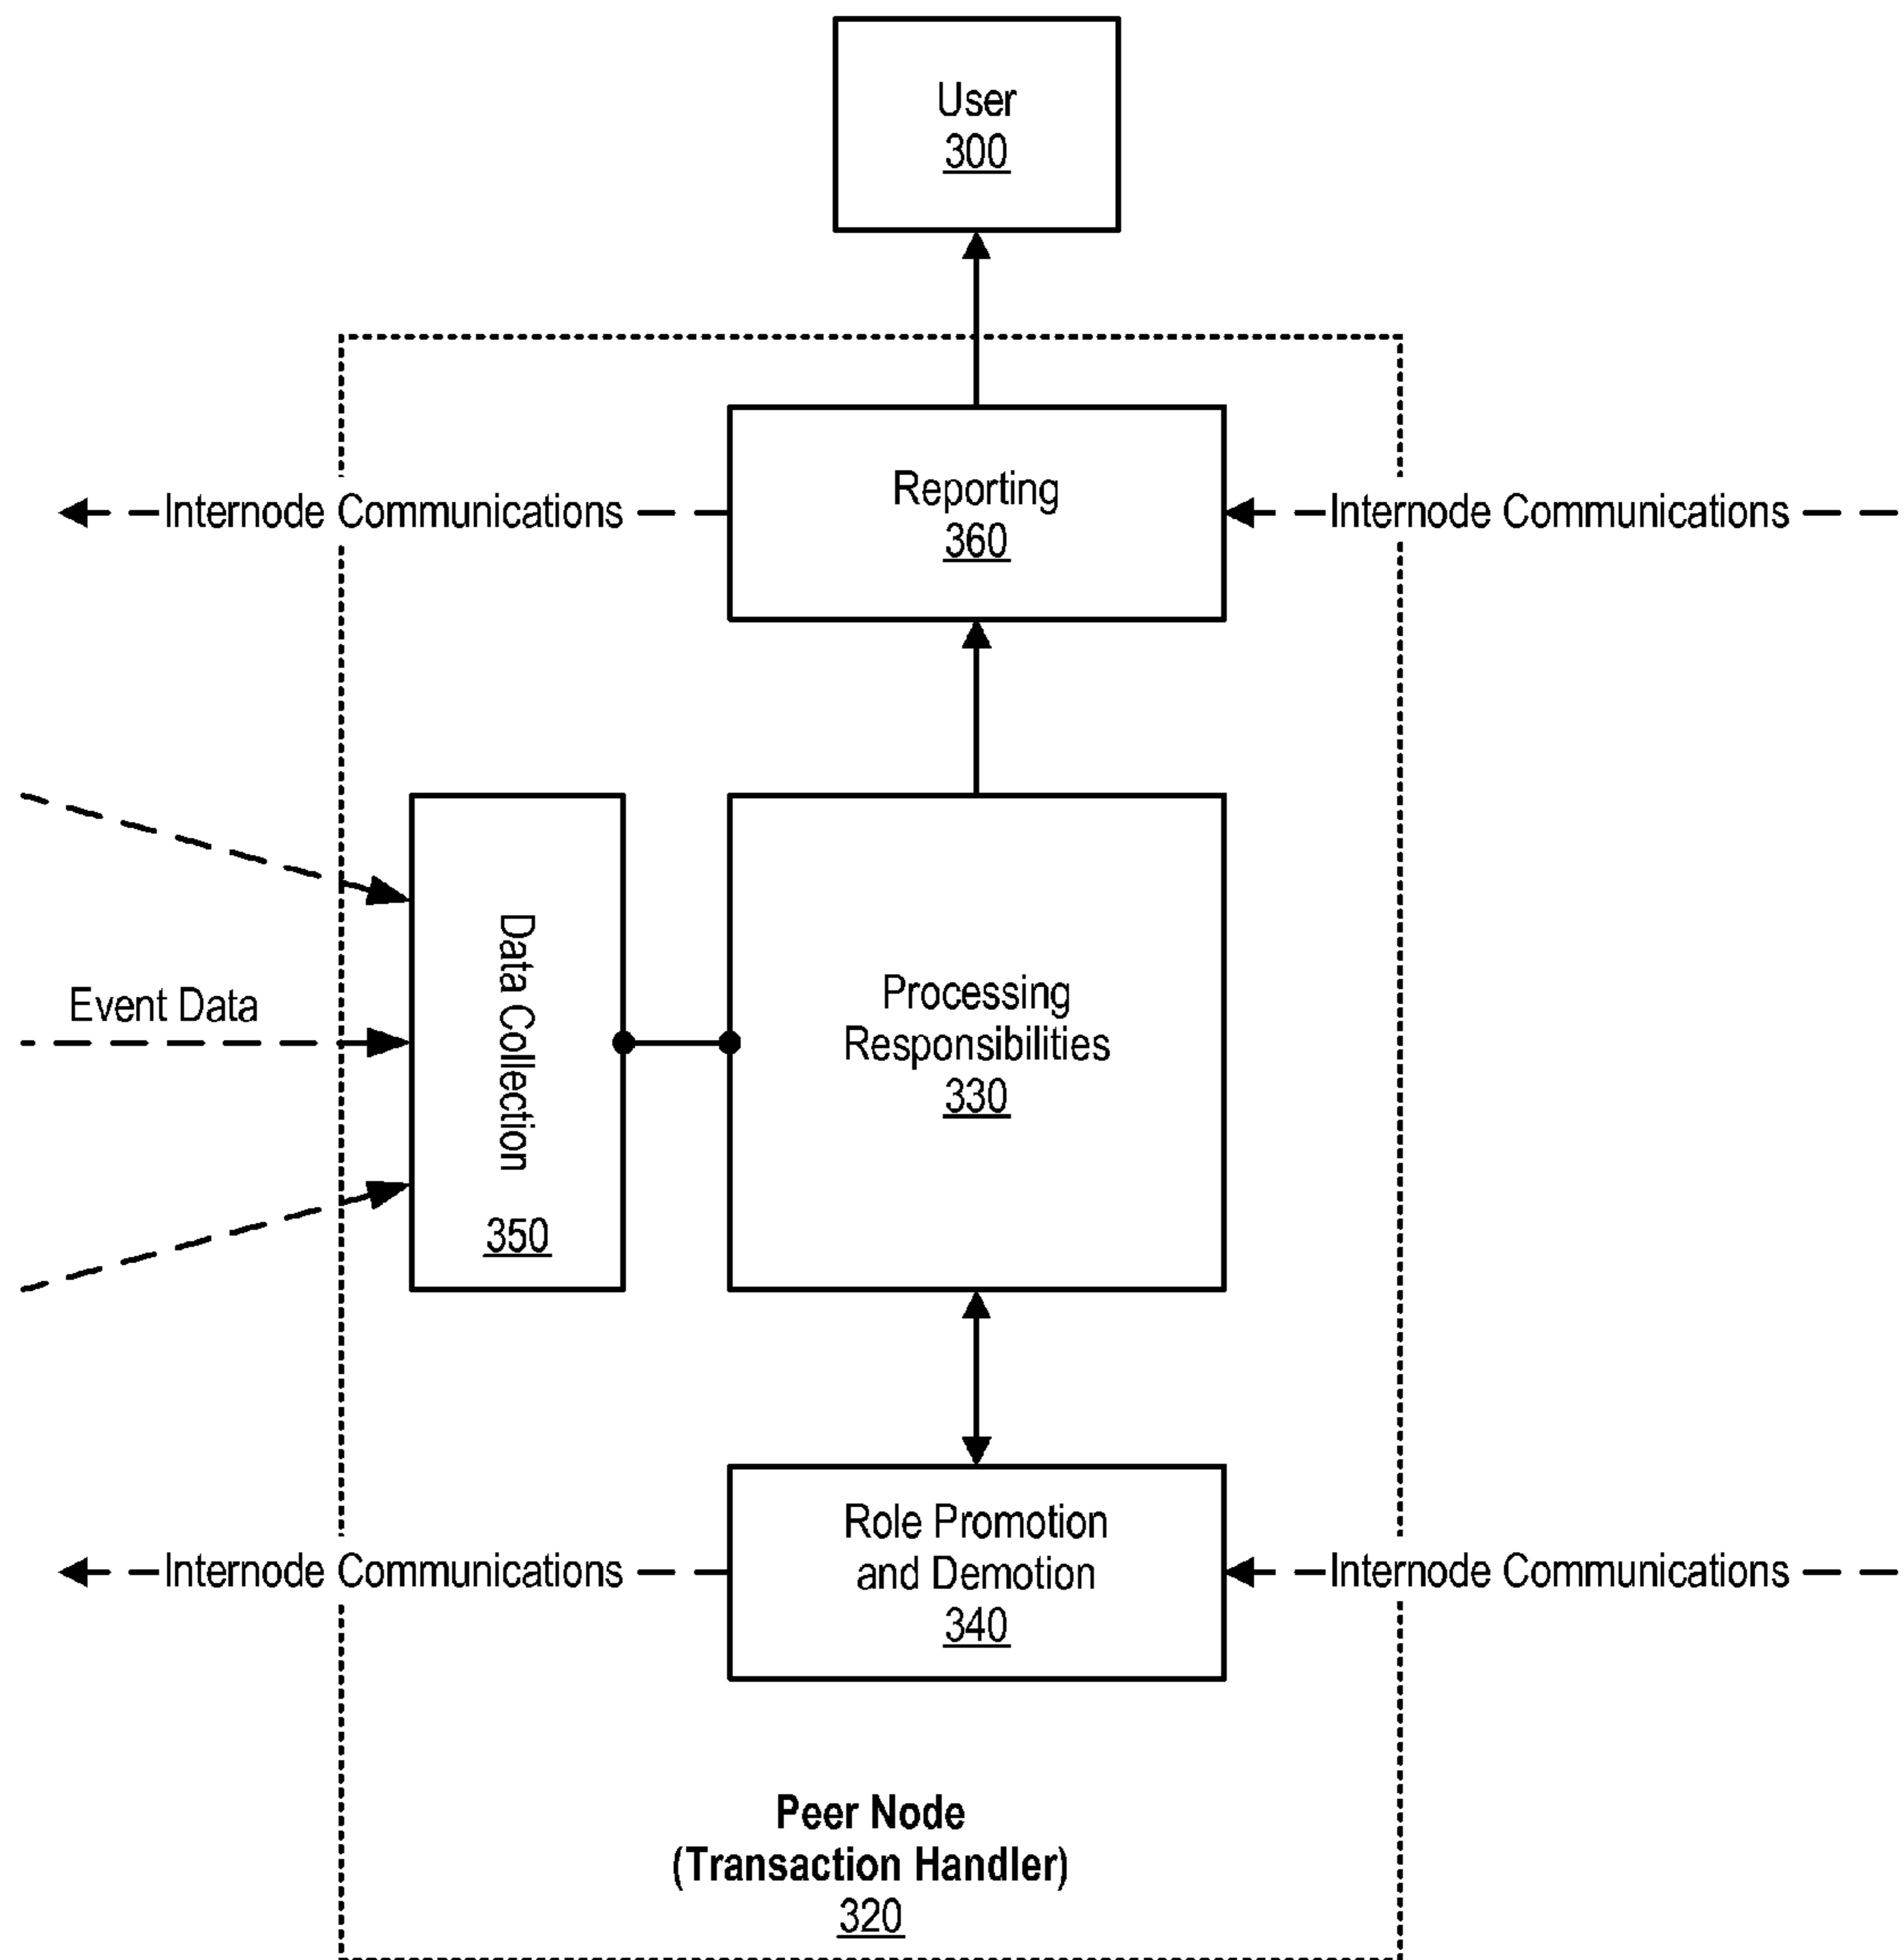 User
300
Reporting
360
Internode Communications
Internode Communications
Event Data
Data Collection
350
Processing
Responsibilities
330
Role Promotion
and Demotion
340
Internode Communications
Internode Communications
Peer Node
(Transaction Handler)
320